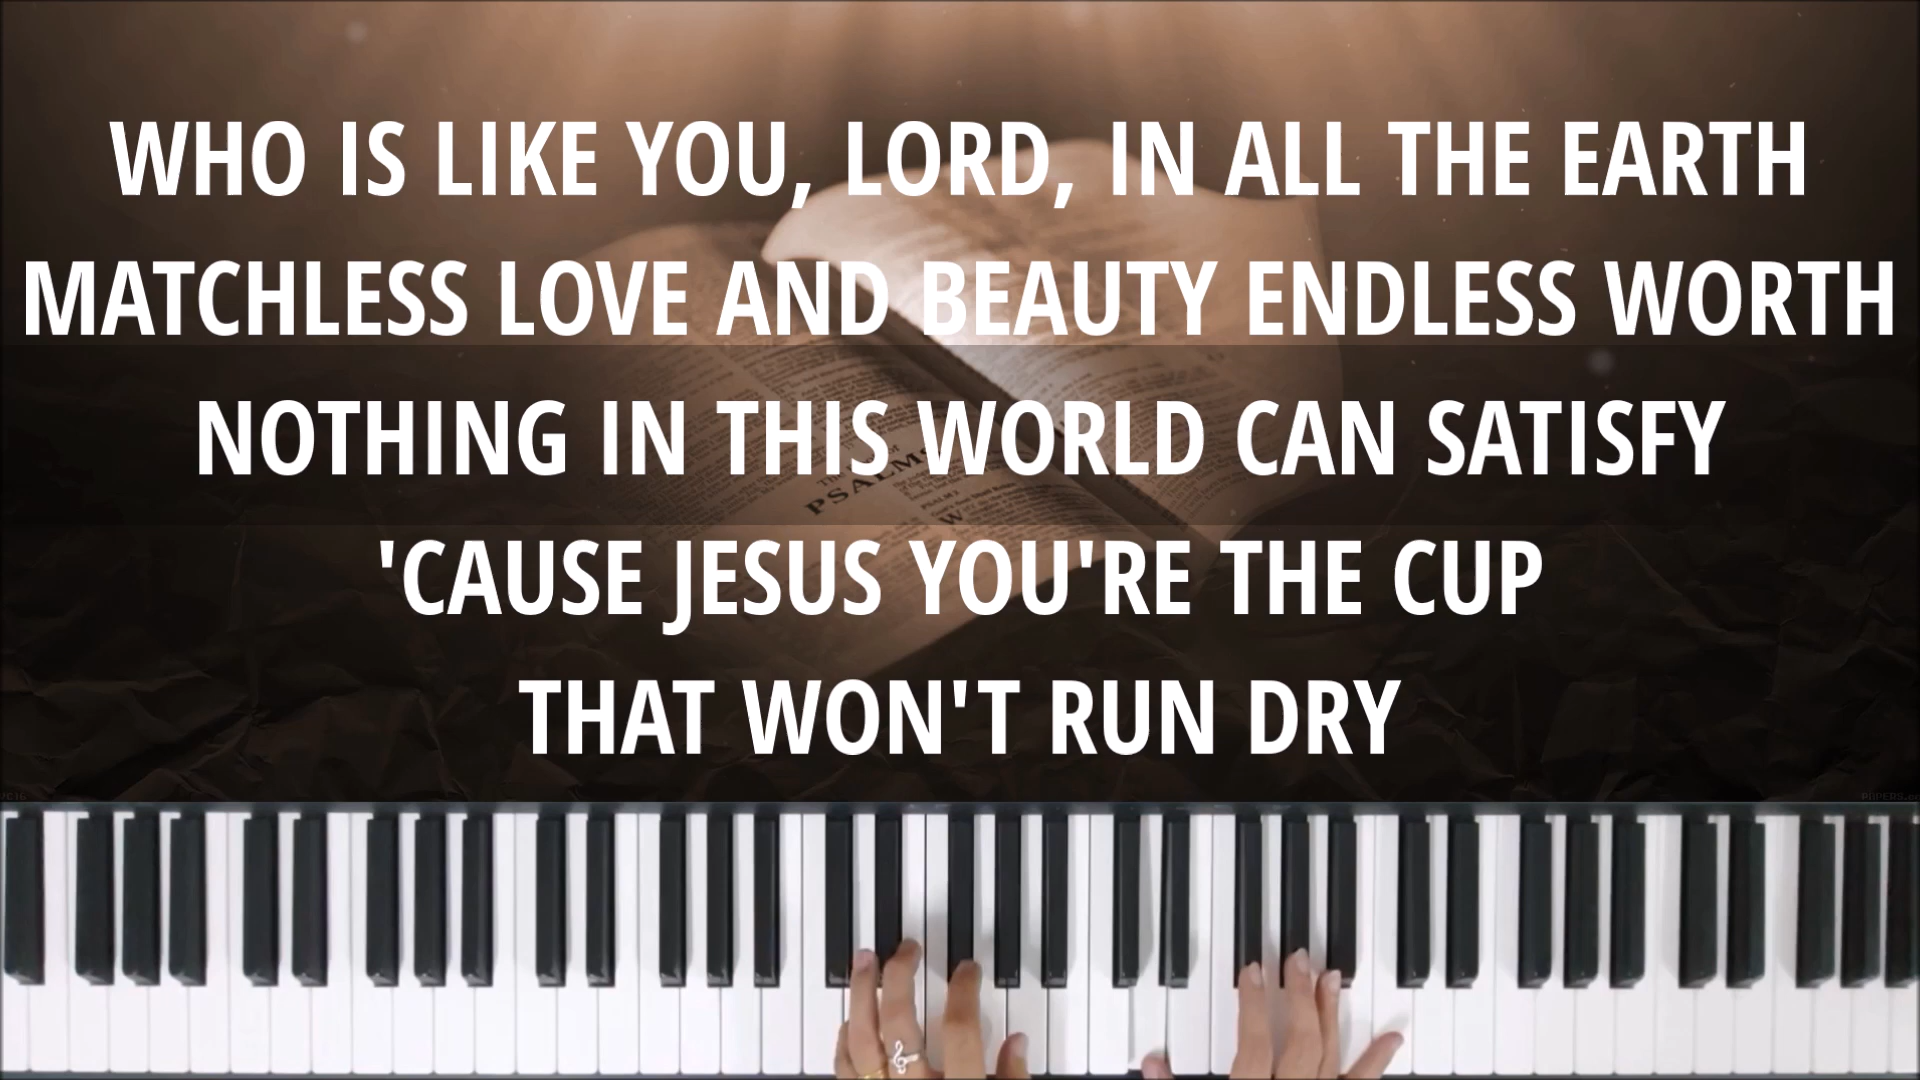 WHO IS LIKE YOU, LORD, IN ALL THE EARTH
MATCHLESS LOVE AND BEAUTY ENDLESS WORTH
NOTHING IN THIS WORLD CAN SATISFY
'CAUSE JESUS YOU'RE THE CUP
THAT WON'T RUN DRY
PSALMS